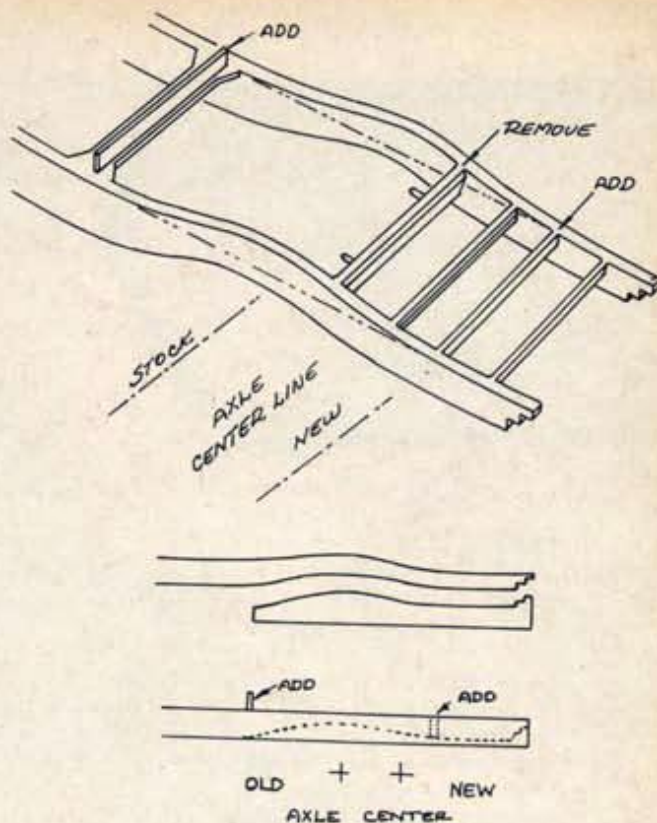 ADD
REMOVE
ADD
STOCK
AXLE
CENTER LINE
NEW
ADD
ADD
OLD
NEW
AXLE CENTER